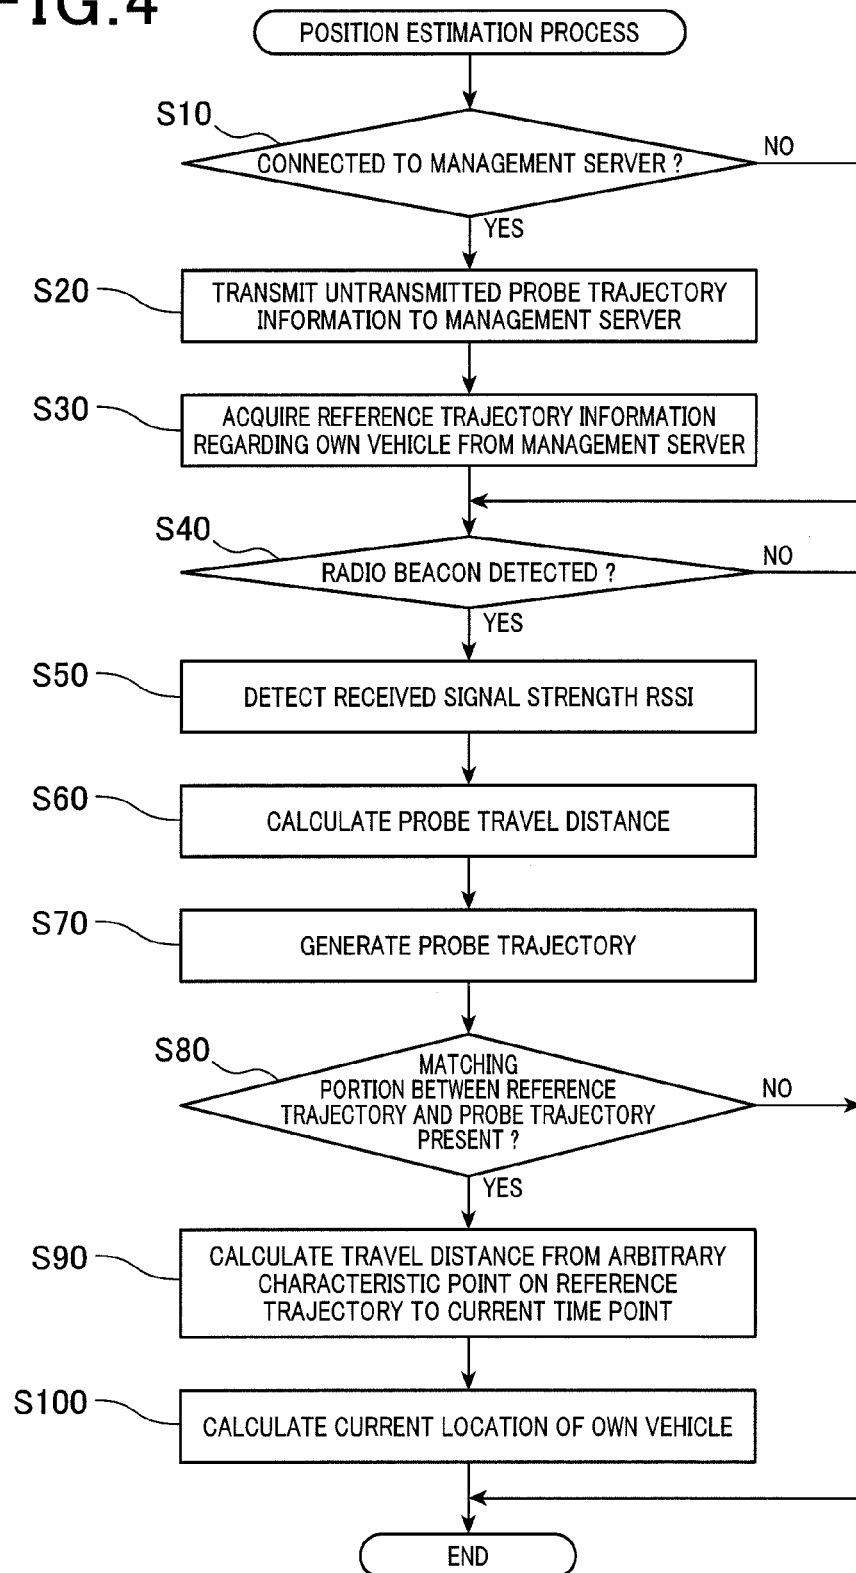 FIG.4
POSITION ESTIMATION PROCESS
S10
CONNECTED TO MANAGEMENT SERVER ?
NO
YES
S20
TRANSMIT UNTRANSMITTED PROBE TRAJECTORY
INFORMATION TO MANAGEMENT SERVER
S30
ACQUIRE REFERENCE TRAJECTORY INFORMATION
REGARDING OWN VEHICLE FROM MANAGEMENT SERVER
S40
RADIO BEACON DETECTED ?
NO
YES
S50
DETECT RECEIVED SIGNAL STRENGTH RSSI
S60
CALCULATE PROBE TRAVEL DISTANCE
S70
GENERATE PROBE TRAJECTORY
S80
MATCHING
PORTION BETWEEN REFERENCE
TRAJECTORY AND PROBE TRAJECTORY
PRESENT ?
NO
YES
S90
CALCULATE TRAVEL DISTANCE FROM ARBITRARY
CHARACTERISTIC POINT ON REFERENCE
TRAJECTORY TO CURRENT TIME POINT
S100
CALCULATE CURRENT LOCATION OF OWN VEHICLE
END